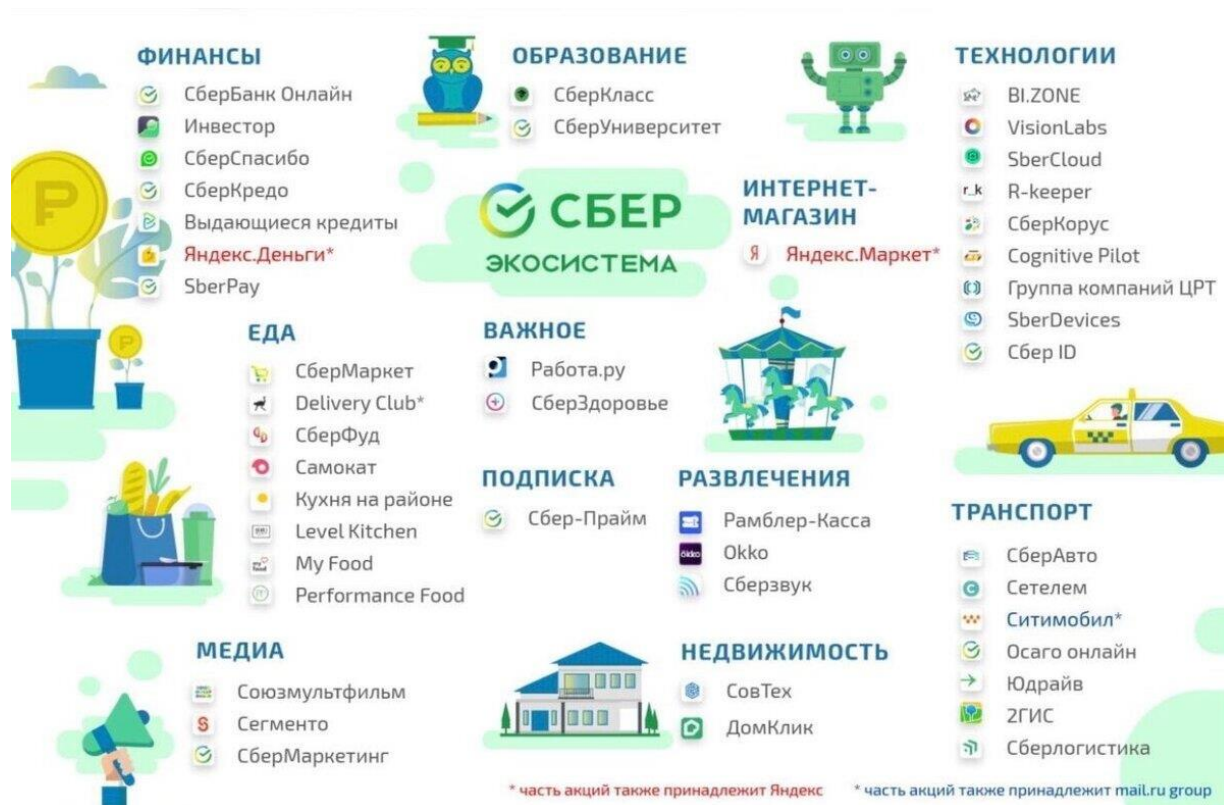 ФИНАНСЫ
СберБанк Онлайн
Инвестор
СберСпасибо
СберКредо
Выдающиеся кредиты
Яндекс.Деньги*
SberPay
ОБРАЗОВАНИЕ
СберКласс
СберУниверситет
ТЕХНОЛОГИИ
BI.ZONE
VisionLabs
SberCloud
r_k R-keeper
СберКорус
Cognitive Pilot
Группа компаний ЦРТ
SberDevices
Сбер ID
СБЕР
ЭКОСИСТЕМА
ИНТЕРНЕТ-
МАГАЗИН
Я Яндекс.Маркет*
ЕДА
СберМаркет
Delivery Club*
СберФуд
Самокат
Кухня на районе
Level Kitchen
My Food
Performance Food
ВАЖНОЕ
Работа.ру
СберЗдоровье
ПОДПИСКА
Сбер-Прайм
РАЗВЛЕЧЕНИЯ
Рамблер-Касса
okko Okko
Сберзвук
ТРАНСПОРТ
СберАвто
Сетелем
Ситимобил*
Осаго онлайн
Юдрайв
2ГИС
Сберлогистика
МЕДИА
Союзмультфильм
S Сегменто
СберМаркетинг
НЕДВИЖИМОСТЬ
СовТех
ДомКлик
* часть акций также принадлежит Яндекс
* часть акций также принадлежит mail.ru group